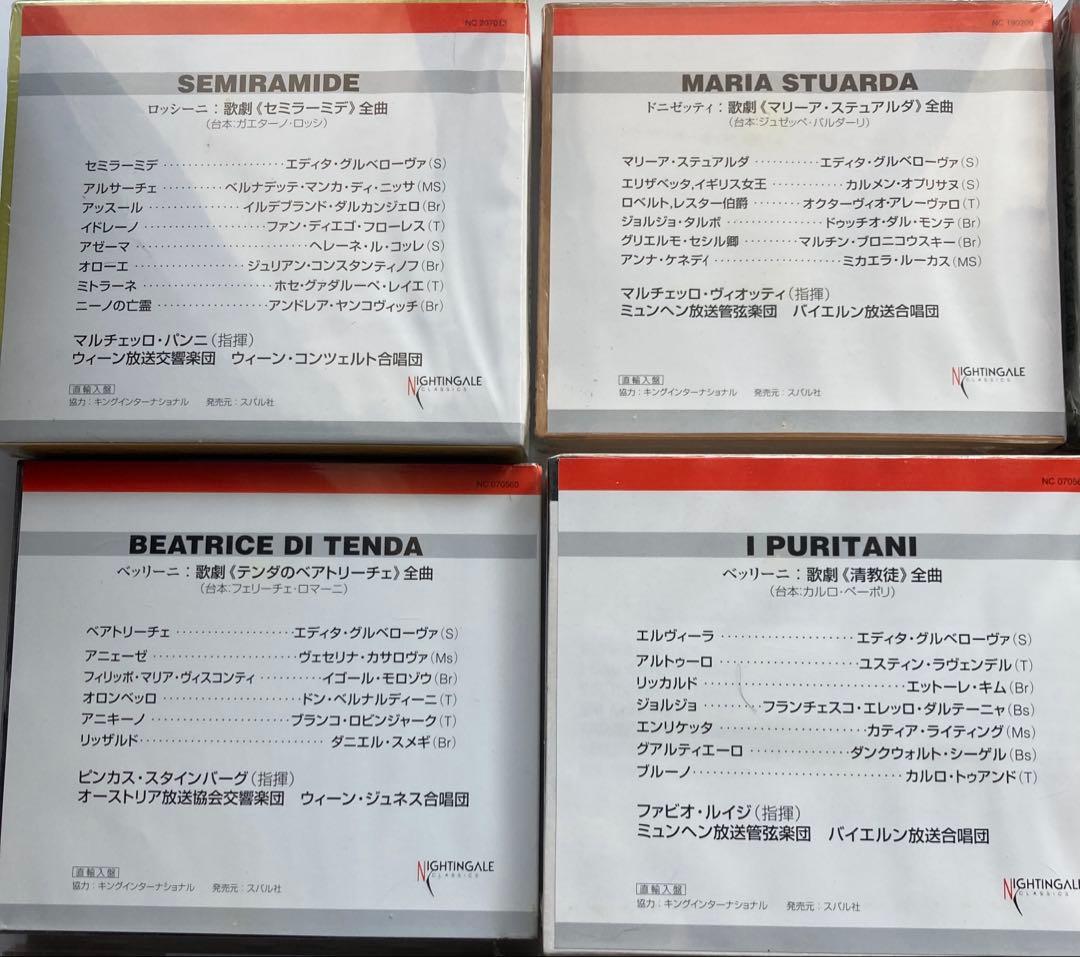 NC 207013
SEMIRAMIDE
ロッシーニ：歌劇《セミラーミデ》全曲
（台本：ガエターノ・ロッシ）
セミラーミデ ‥‥‥‥‥‥‥‥ エディタ・グルベローヴァ(S)
アルサーチェ ‥‥‥‥ ベルナデッテ・マンカ・ディ・ニッサ(MS)
アッスール ‥‥‥‥‥‥ イルデブランド・ダルカンジェロ(Br)
イドレーノ ‥‥‥‥‥‥‥‥ ファン・ディエゴ・フローレス(T)
アゼーマ ‥‥‥‥‥‥‥‥‥‥‥‥ ヘレーネ・ル・コッレ(S)
オローエ ‥‥‥‥‥‥‥ ジュリアン・コンスタンティノフ(Br)
ミトラーネ ‥‥‥‥‥‥‥‥‥ ホセ・グァダルーペ・レイエ(T)
ニーノの亡霊 ‥‥‥‥‥‥‥‥ アンドレア・ヤンコヴィッチ(Br)
マルチェッロ・パンニ(指揮)
ウィーン放送交響楽団　ウィーン・コンツェルト合唱団
直輸入盤
協力：キングインターナショナル　発売元：スバル社
NIGHTINGALE
CLASSICS
NC 190200
MARIA STUARDA
ドニゼッティ：歌劇《マリーア・ステュアルダ》全曲
（台本：ジュゼッペ・バルダーリ）
マリーア・ステュアルダ ‥‥‥‥ エディタ・グルベローヴァ(S)
エリザベッタ,イギリス女王 ‥‥‥‥ カルメン・オプリサヌ(S)
ロベルト,レスター伯爵 ‥‥‥ オクターヴィオ・アレーヴァロ(T)
ジョルジョ・タルボ ‥‥‥‥‥‥ ドゥッチオ・ダル・モンテ(Br)
グリエルモ・セシル卿 ‥‥‥‥ マルチン・ブロニコウスキー(Br)
アンナ・ケネディ ‥‥‥‥‥‥‥‥‥ ミカエラ・ルーカス(MS)
マルチェッロ・ヴィオッティ(指揮)
ミュンヘン放送管弦楽団　バイエルン放送合唱団
直輸入盤
協力：キングインターナショナル　発売元：スバル社
NIGHTINGALE
CLASSICS
NC 070560
BEATRICE DI TENDA
ベッリーニ：歌劇《テンダのベアトリーチェ》全曲
（台本：フェリーチェ・ロマーニ）
ベアトリーチェ ‥‥‥‥‥‥‥‥ エディタ・グルベローヴァ(S)
アニェーゼ ‥‥‥‥‥‥‥‥‥‥ ヴェセリナ・カサロヴァ(Ms)
フィリッポ・マリア・ヴィスコンティ ‥‥‥‥ イゴール・モロゾウ(Br)
オロンベッロ ‥‥‥‥‥‥‥‥‥ ドン・ベルナルディーニ(T)
アニキーノ ‥‥‥‥‥‥‥‥‥ ブランコ・ロビンジャーク(T)
リッザルド ‥‥‥‥‥‥‥‥‥‥‥‥ ダニエル・スメギ(Br)
ピンカス・スタインバーグ(指揮)
オーストリア放送協会交響楽団　ウィーン・ジュネス合唱団
直輸入盤
協力：キングインターナショナル　発売元：スバル社
NIGHTINGALE
CLASSICS
I PURITANI
ベッリーニ：歌劇《清教徒》全曲
（台本：カルロ・ペーポリ）
エルヴィーラ ‥‥‥‥‥‥‥‥‥ エディタ・グルベローヴァ(S)
アルトゥーロ ‥‥‥‥‥‥‥‥‥ ユスティン・ラヴェンデル(T)
リッカルド ‥‥‥‥‥‥‥‥‥‥‥‥‥ エットーレ・キム(Br)
ジョルジョ ‥‥‥‥ フランチェスコ・エレッロ・ダルテーニャ(Bs)
エンリケッタ ‥‥‥‥‥‥‥‥‥ カティア・ライティング(Ms)
グアルティエーロ ‥‥‥‥‥‥ ダンクウォルト・シーゲル(Bs)
ブルーノ ‥‥‥‥‥‥‥‥‥‥‥‥‥ カルロ・トゥアンド(T)
ファビオ・ルイジ(指揮)
ミュンヘン放送管弦楽団　バイエルン放送合唱団
直輸入盤
協力：キングインターナショナル　発売元：スバル社
NIGHTINGALE
CLASSICS